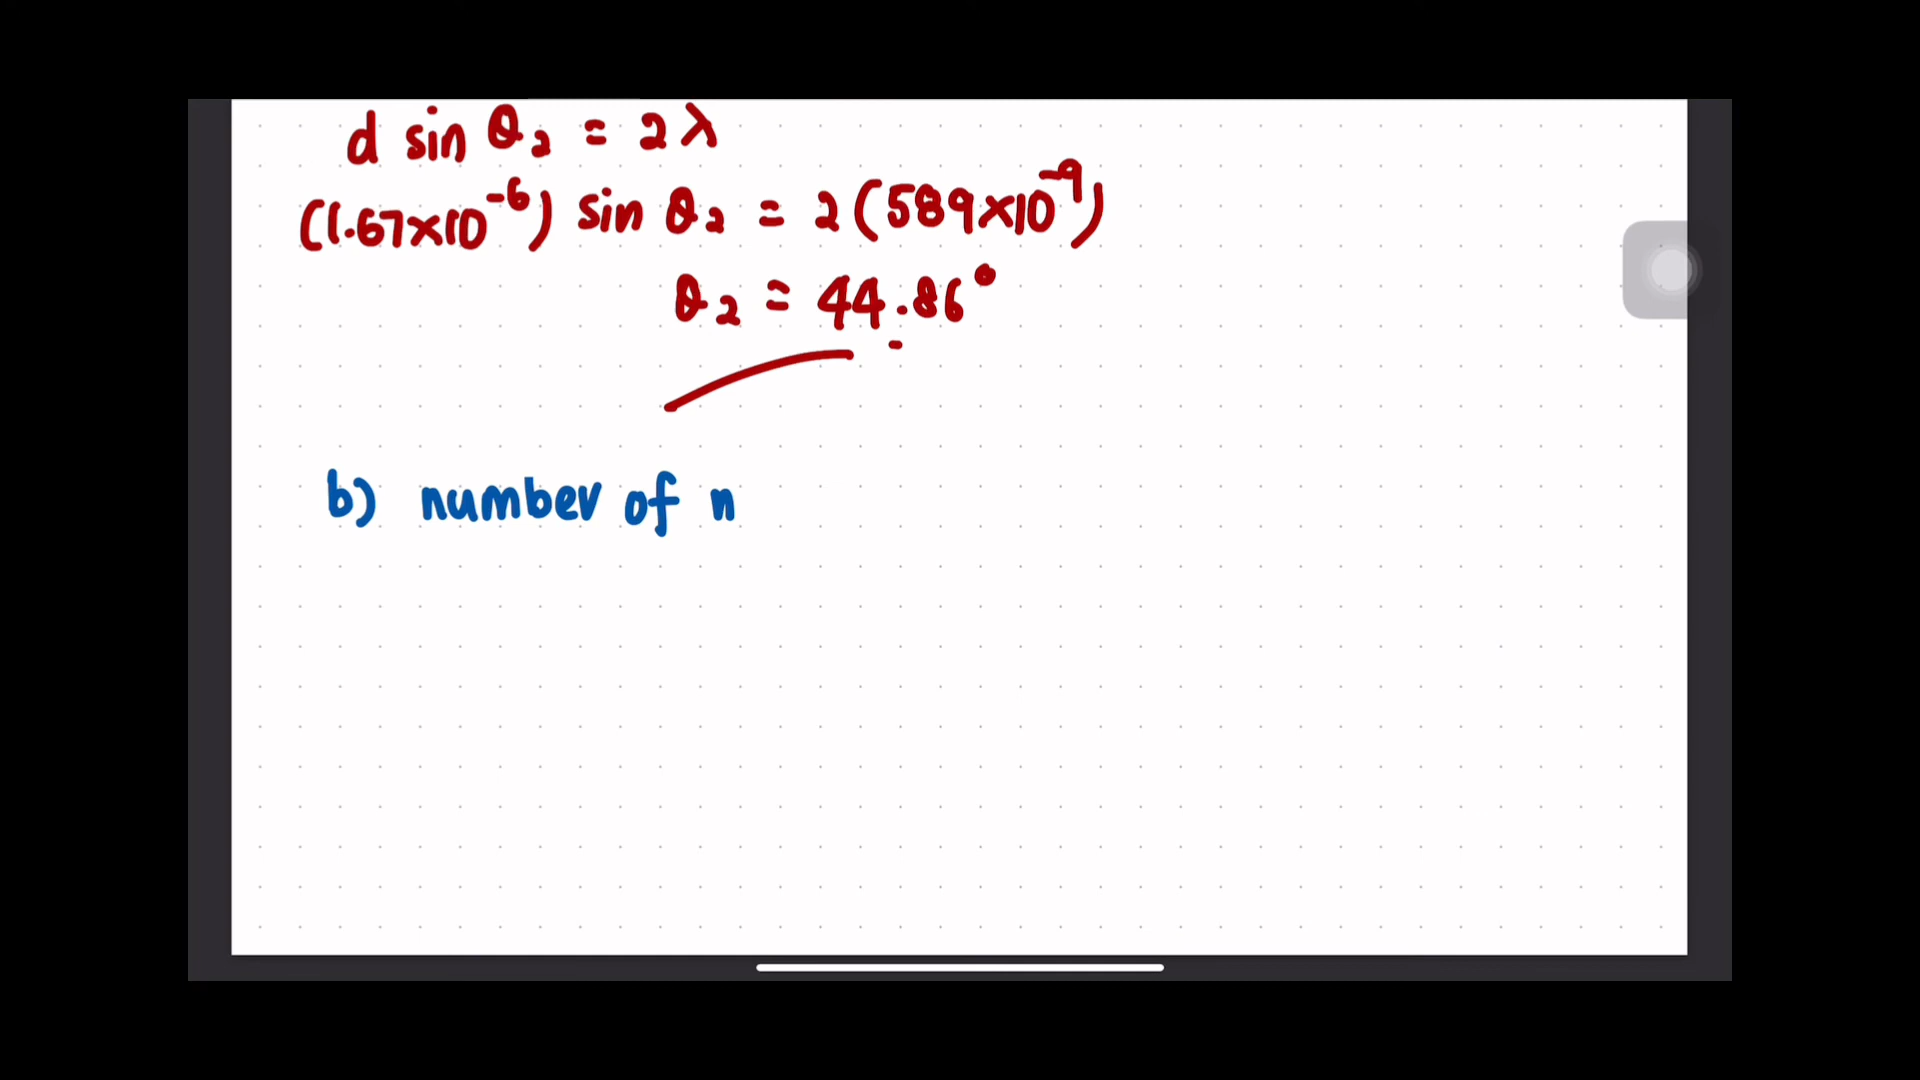 d sin θ₂ = 2λ
(1.67×10⁻⁶) sin θ₂ = 2(589×10⁻⁹)
θ₂ = 44.86°
b) number of n